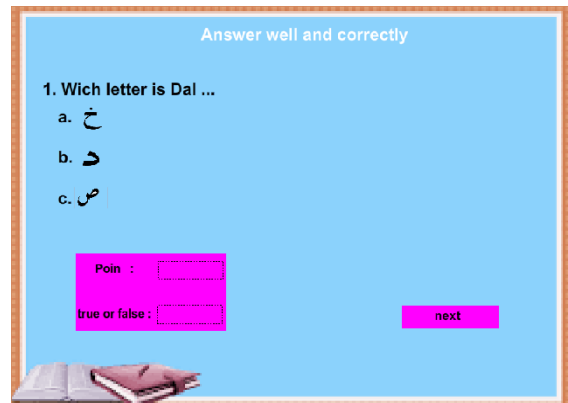 Answer well and correctly
1. Wich letter is Dal ...
a. خ
b. د
c. ص
Poin :
true or false :
next